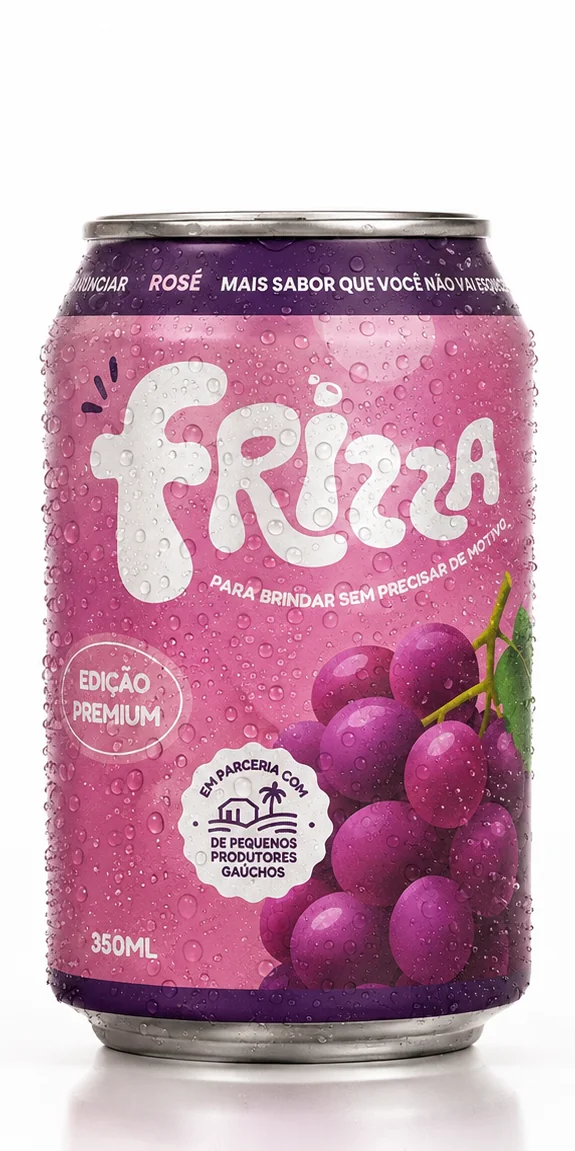 ROSÉ MAIS SABOR QUE VOCÊ NÃO VAI
FRIZZA
PARA BRINDAR SEM PRECISAR DE MOTIVO
EDIÇÃO
PREMIUM
EM PARCERIA COM
DE PEQUENOS
PRODUTORES
GAÚCHOS
350ML